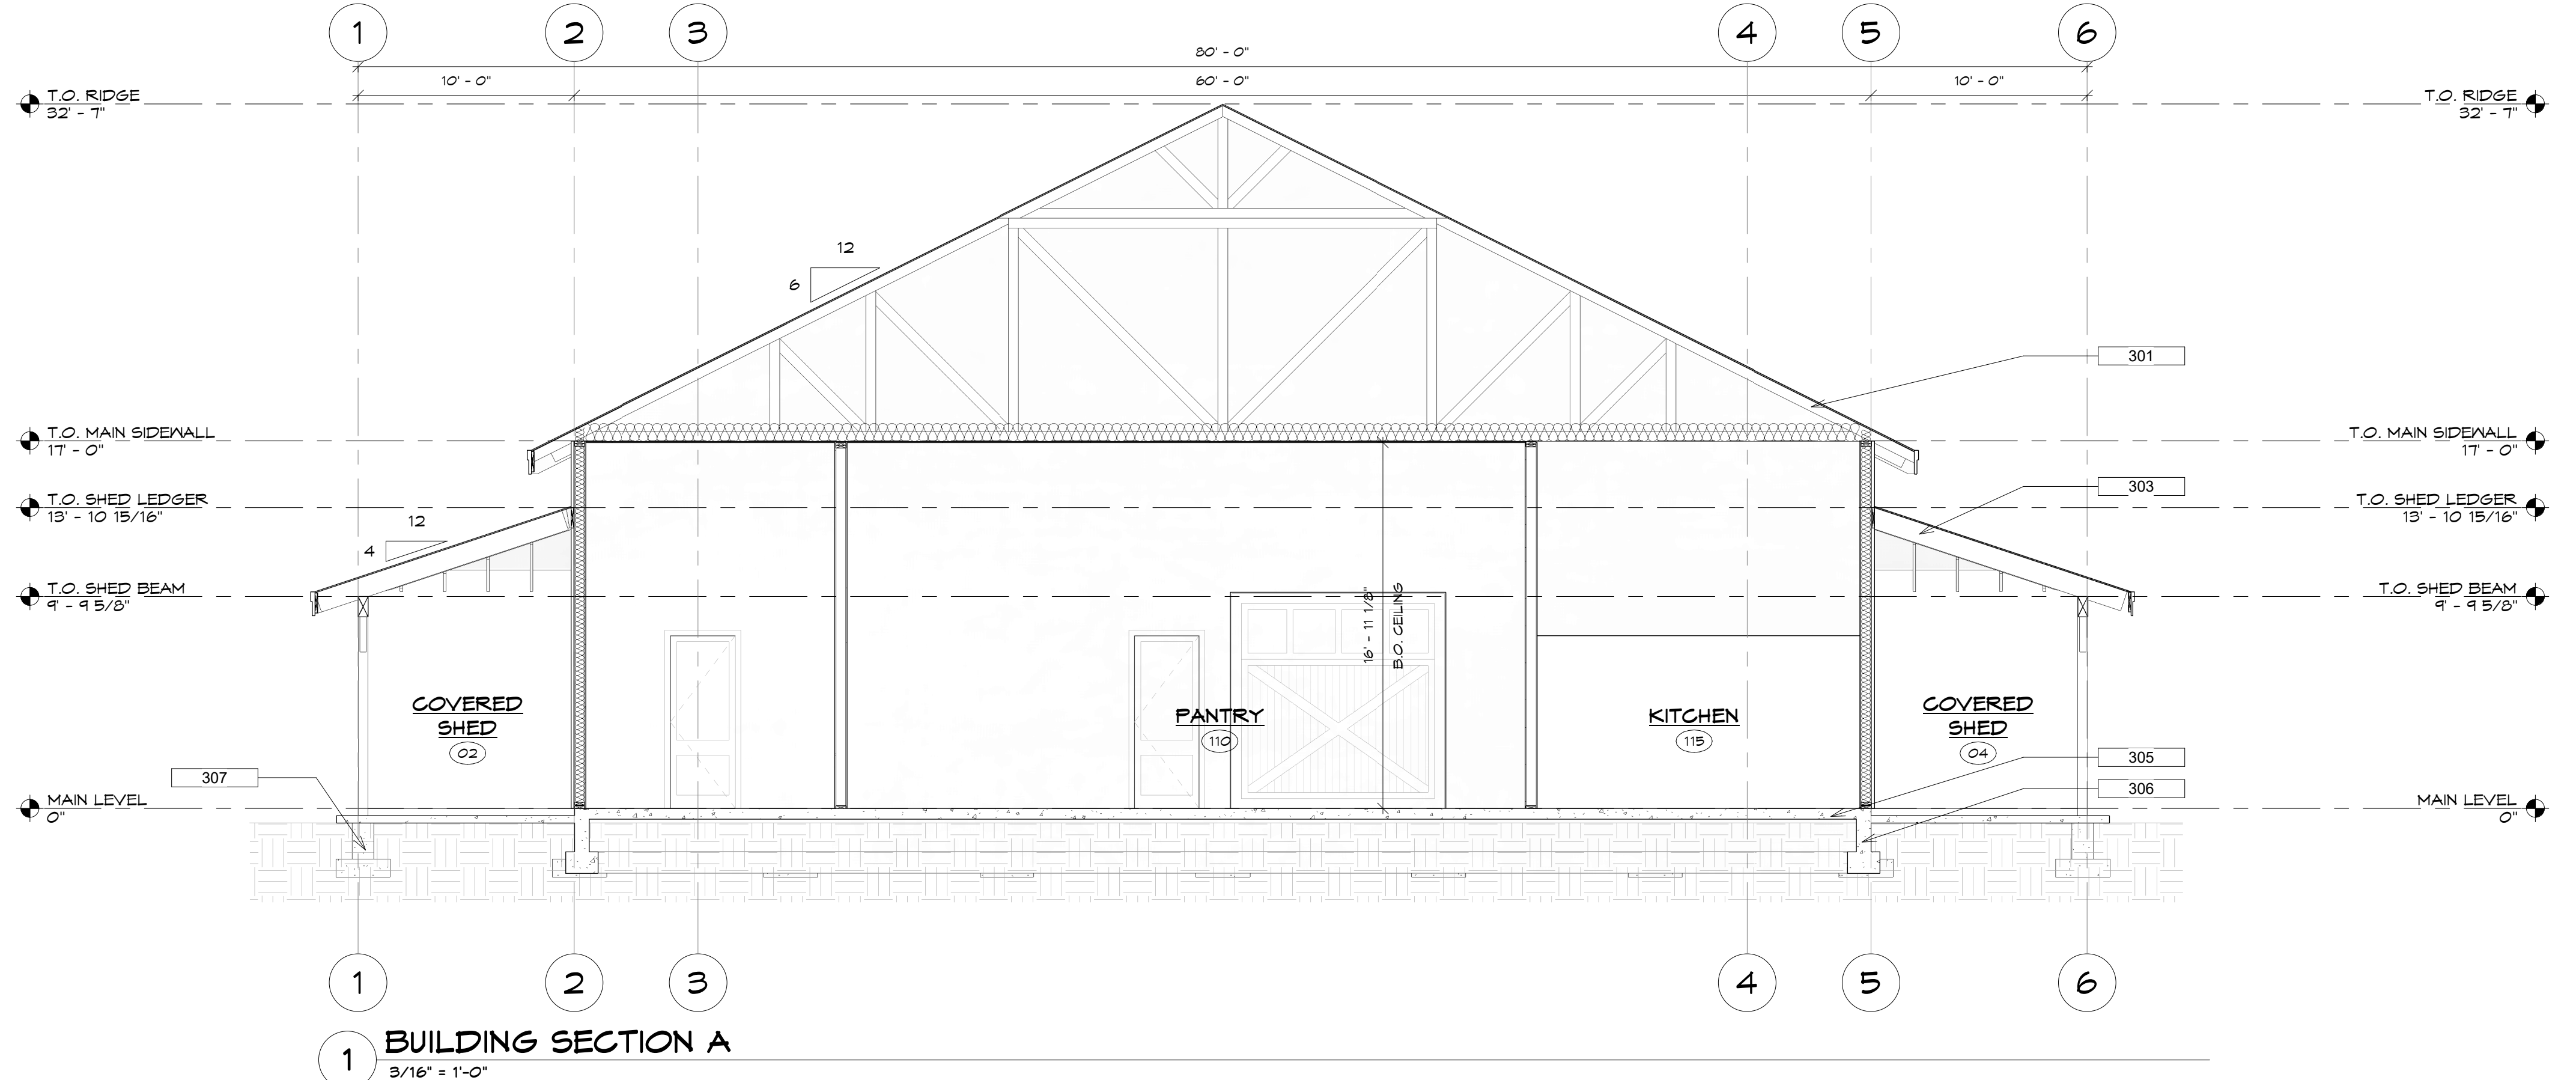 1 2 3 4 5 6
80' - 0"
10' - 0" 60' - 0" 10' - 0"
T.O. RIDGE
32' - 7"
T.O. RIDGE
32' - 7"
12
6
301
T.O. MAIN SIDEWALL
17' - 0"
T.O. MAIN SIDEWALL
17' - 0"
303
T.O. SHED LEDGER
13' - 10 15/16"
T.O. SHED LEDGER
13' - 10 15/16"
12
4
T.O. SHED BEAM
9' - 9 5/8"
T.O. SHED BEAM
9' - 9 5/8"
16' - 11 1/8"
B.O. CEILING
COVERED
SHED
02
PANTRY
110
KITCHEN
115
COVERED
SHED
04
307
305
306
MAIN LEVEL
0"
MAIN LEVEL
0"
1 2 3 4 5 6
1 BUILDING SECTION A
3/16" = 1'-0"